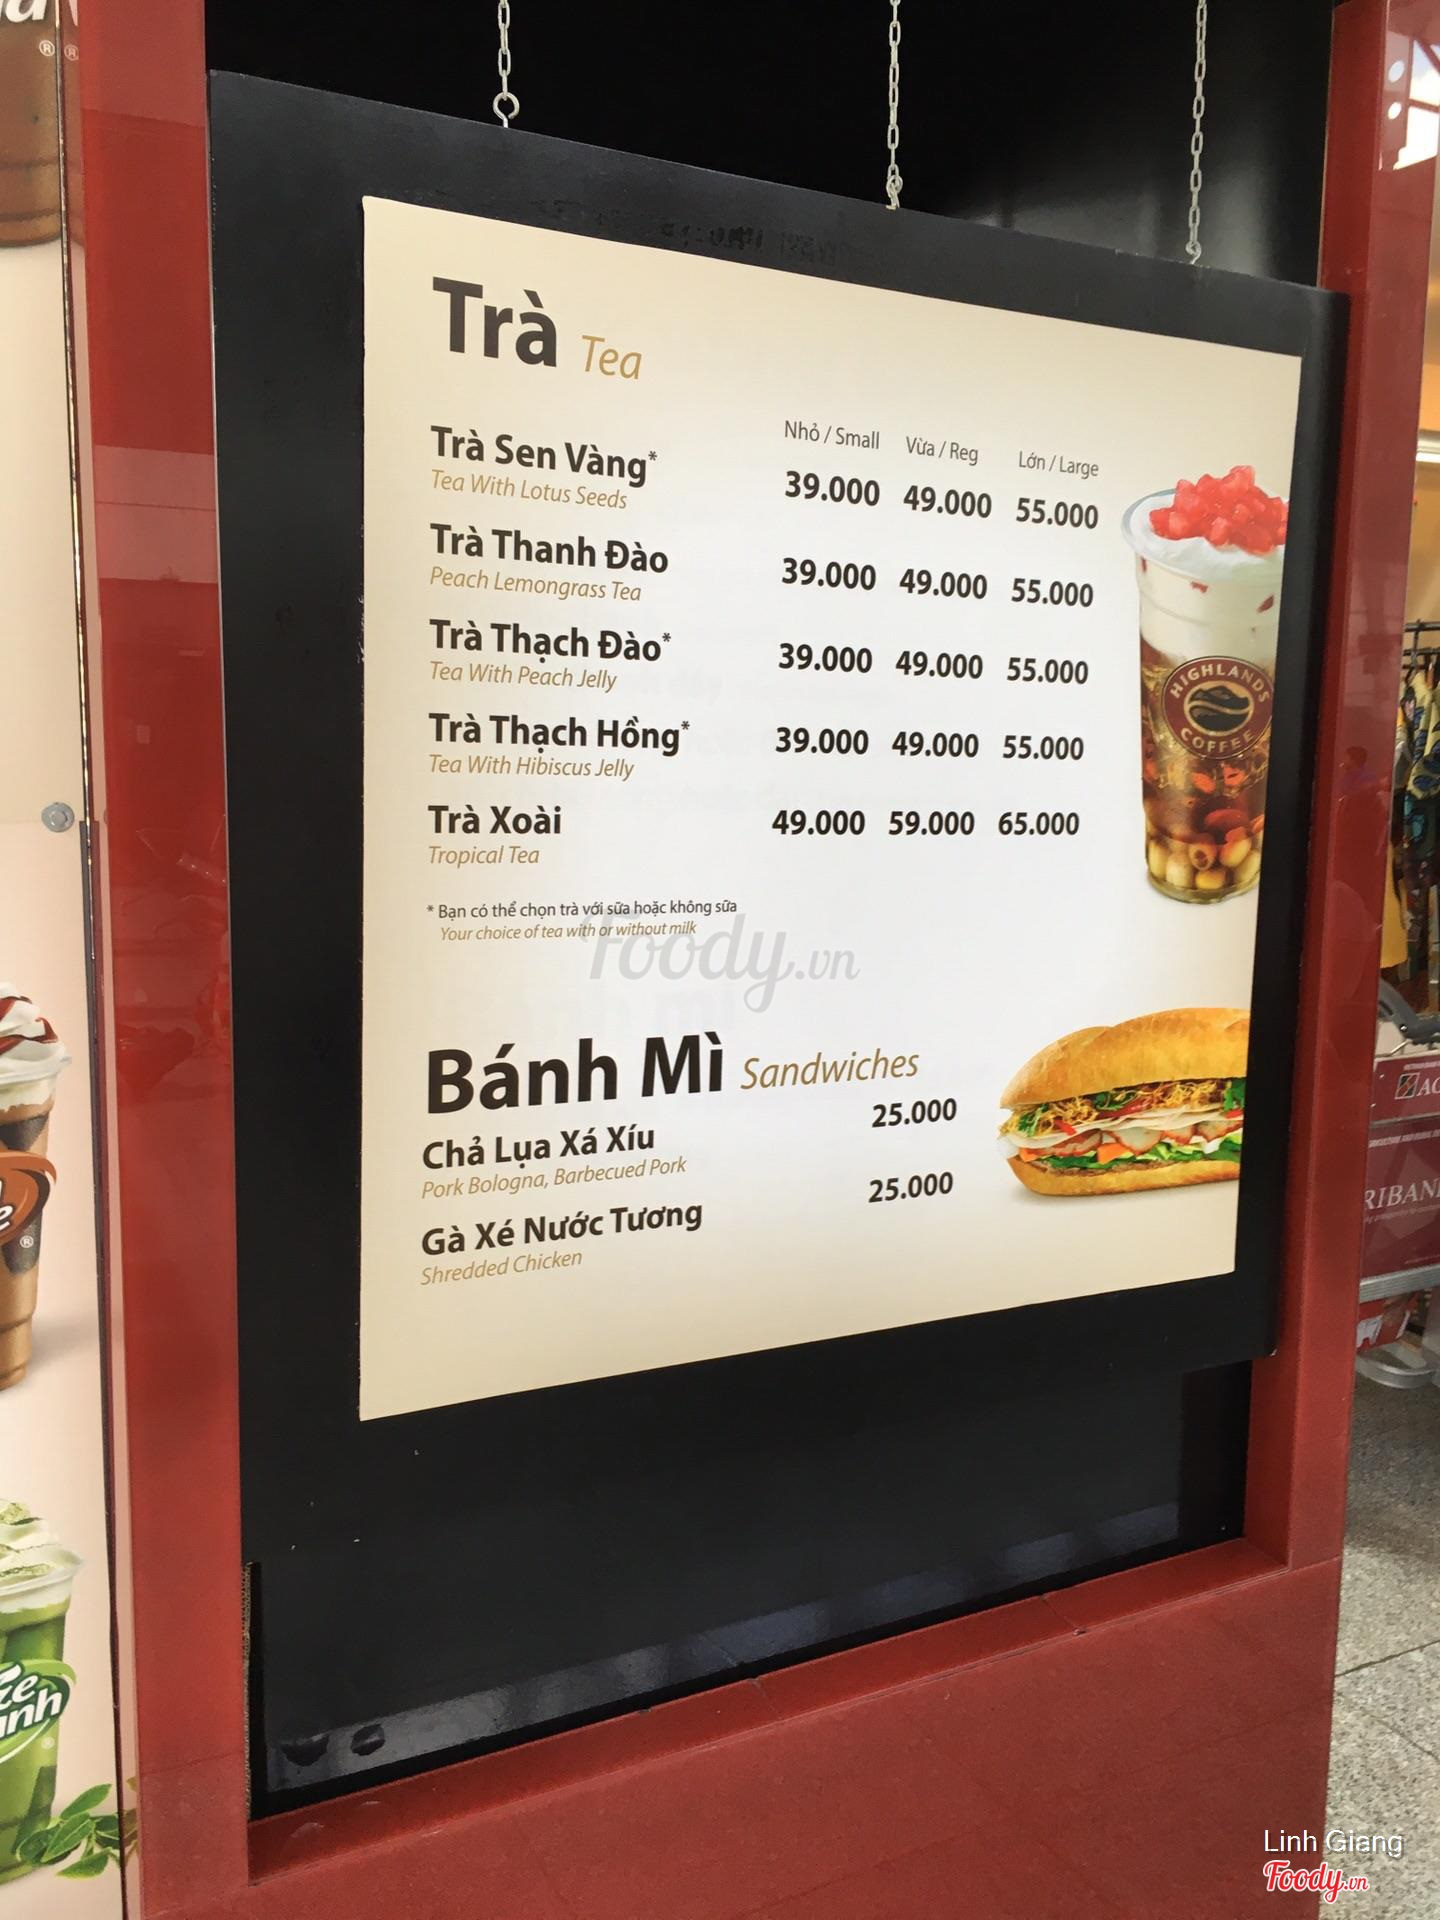 Trà Tea
Nhỏ / Small Vừa / Reg Lớn / Large
Trà Sen Vàng* 39.000 49.000 55.000
Tea With Lotus Seeds
Trà Thanh Đào 39.000 49.000 55.000
Peach Lemongrass Tea
Trà Thạch Đào* 39.000 49.000 55.000
Tea With Peach Jelly
Trà Thạch Hồng* 39.000 49.000 55.000
Tea With Hibiscus Jelly
Trà Xoài 49.000 59.000 65.000
Tropical Tea
* Bạn có thể chọn trà với sữa hoặc không sữa
Your choice of tea with or without milk
HIGHLANDS
COFFEE
Foody.vn
Bánh Mì Sandwiches
Chả Lụa Xá Xíu 25.000
Pork Bologna, Barbecued Pork
Gà Xé Nước Tương 25.000
Shredded Chicken
Linh Giang
Foody.vn